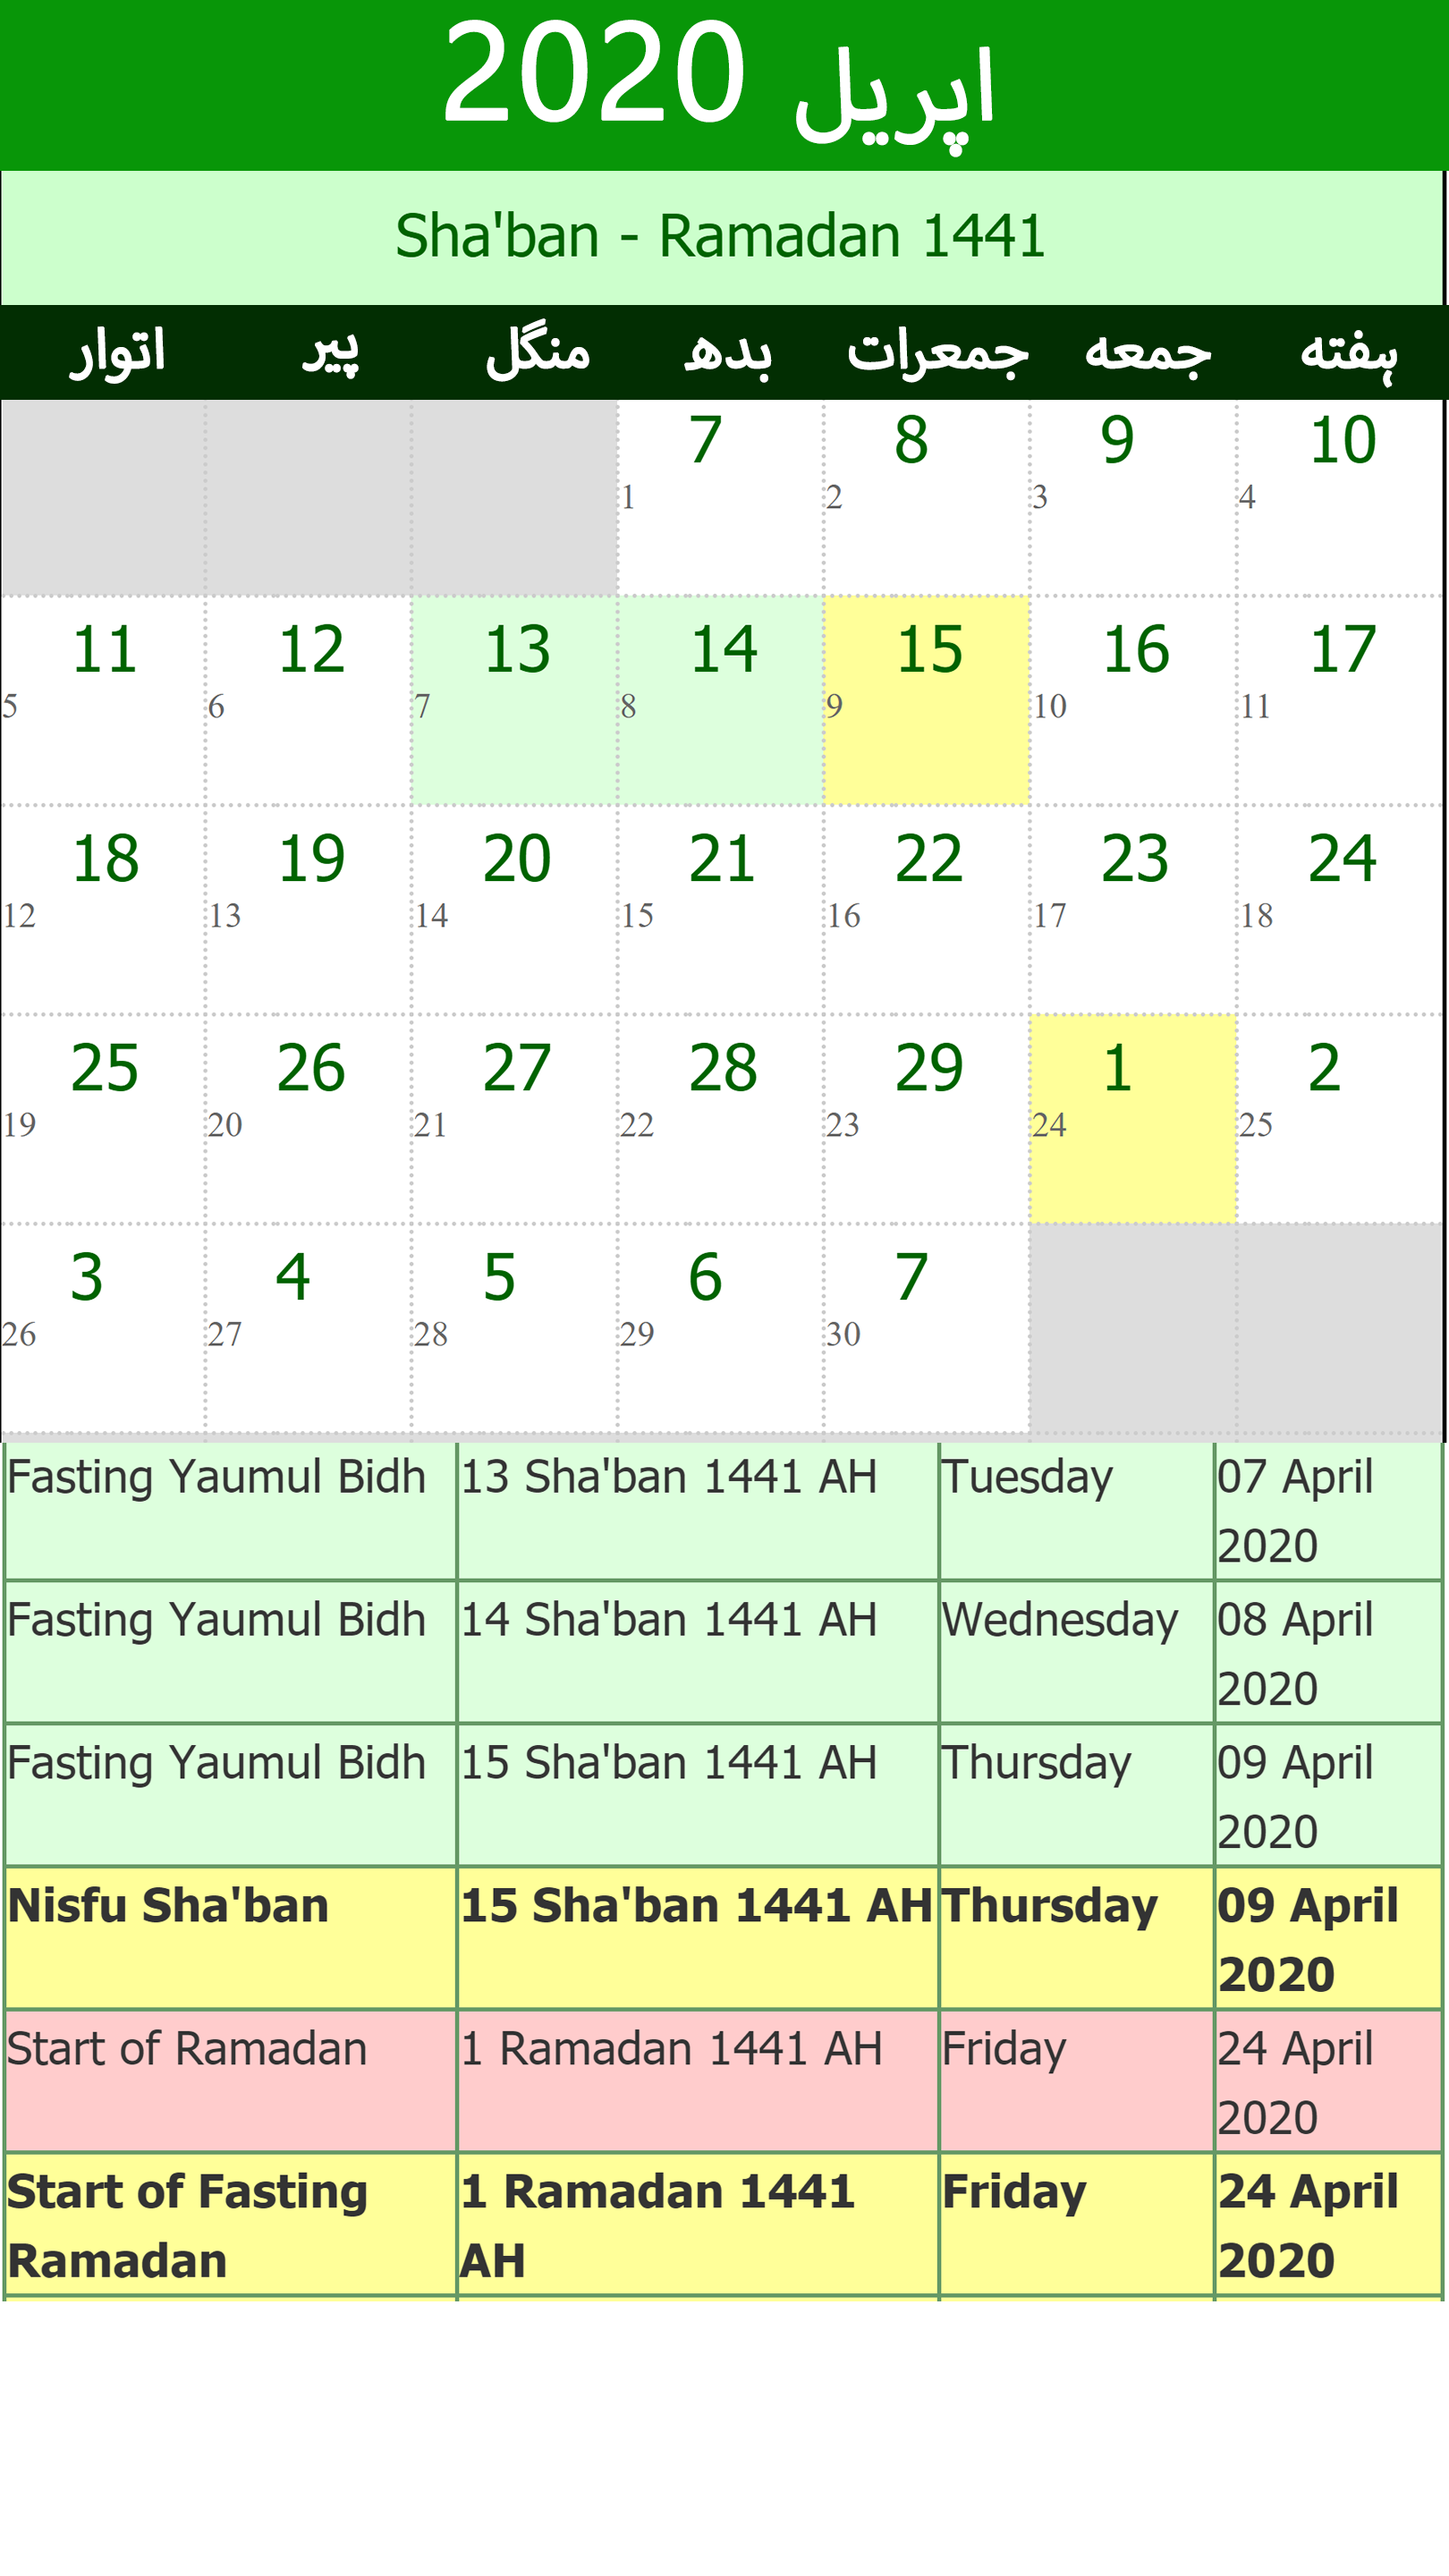 اپریل 2020
Sha'ban - Ramadan 1441
اتوار پیر منگل بدھ جمعرات جمعه ہفته
7 8 9 10
1 2 3 4
11 12 13 14 15 16 17
5 6 7 8 9 10 11
18 19 20 21 22 23 24
12 13 14 15 16 17 18
25 26 27 28 29 1 2
19 20 21 22 23 24 25
3 4 5 6 7
26 27 28 29 30
Fasting Yaumul Bidh 13 Sha'ban 1441 AH Tuesday 07 April
2020
Fasting Yaumul Bidh 14 Sha'ban 1441 AH Wednesday 08 April
2020
Fasting Yaumul Bidh 15 Sha'ban 1441 AH Thursday 09 April
2020
Nisfu Sha'ban 15 Sha'ban 1441 AH Thursday 09 April
2020
Start of Ramadan 1 Ramadan 1441 AH Friday 24 April
2020
Start of Fasting 1 Ramadan 1441 Friday 24 April
Ramadan AH 2020